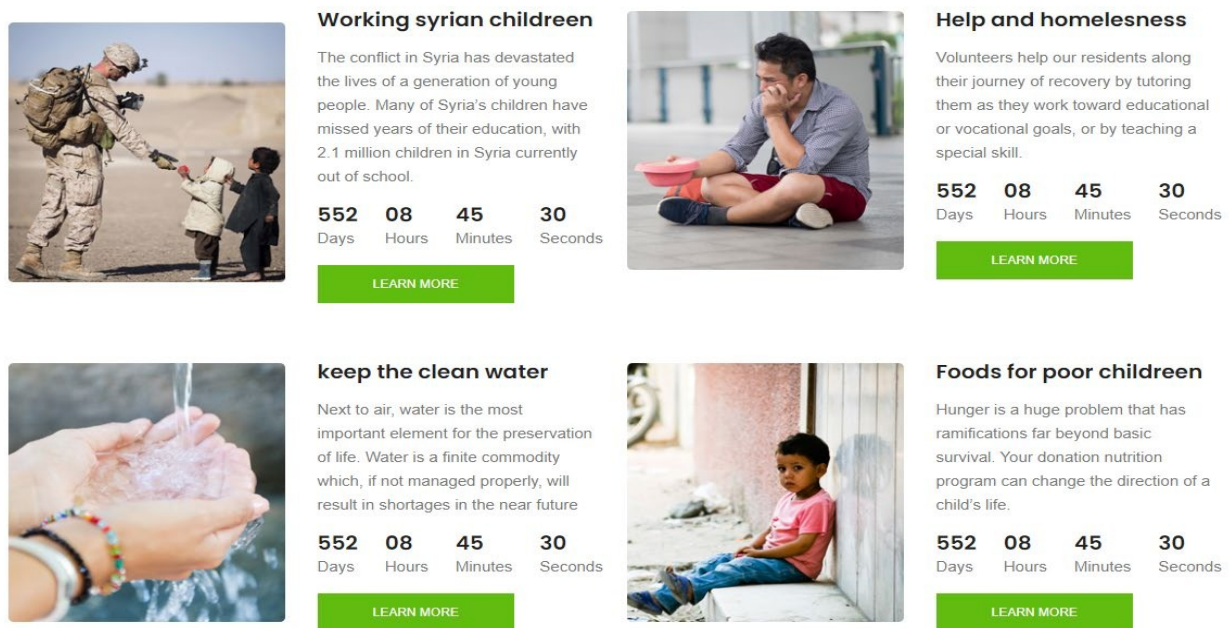 Working syrian childreen
The conflict in Syria has devastated
the lives of a generation of young
people. Many of Syria's children have
missed years of their education, with
2.1 million children in Syria currently
out of school.
552 08 45 30
Days Hours Minutes Seconds
LEARN MORE
Help and homelesness
Volunteers help our residents along
their journey of recovery by tutoring
them as they work toward educational
or vocational goals, or by teaching a
special skill.
552 08 45 30
Days Hours Minutes Seconds
LEARN MORE
keep the clean water
Next to air, water is the most
important element for the preservation
of life. Water is a finite commodity
which, if not managed properly, will
result in shortages in the near future
552 08 45 30
Days Hours Minutes Seconds
LEARN MORE
Foods for poor childreen
Hunger is a huge problem that has
ramifications far beyond basic
survival. Your donation nutrition
program can change the direction of a
child's life.
552 08 45 30
Days Hours Minutes Seconds
LEARN MORE